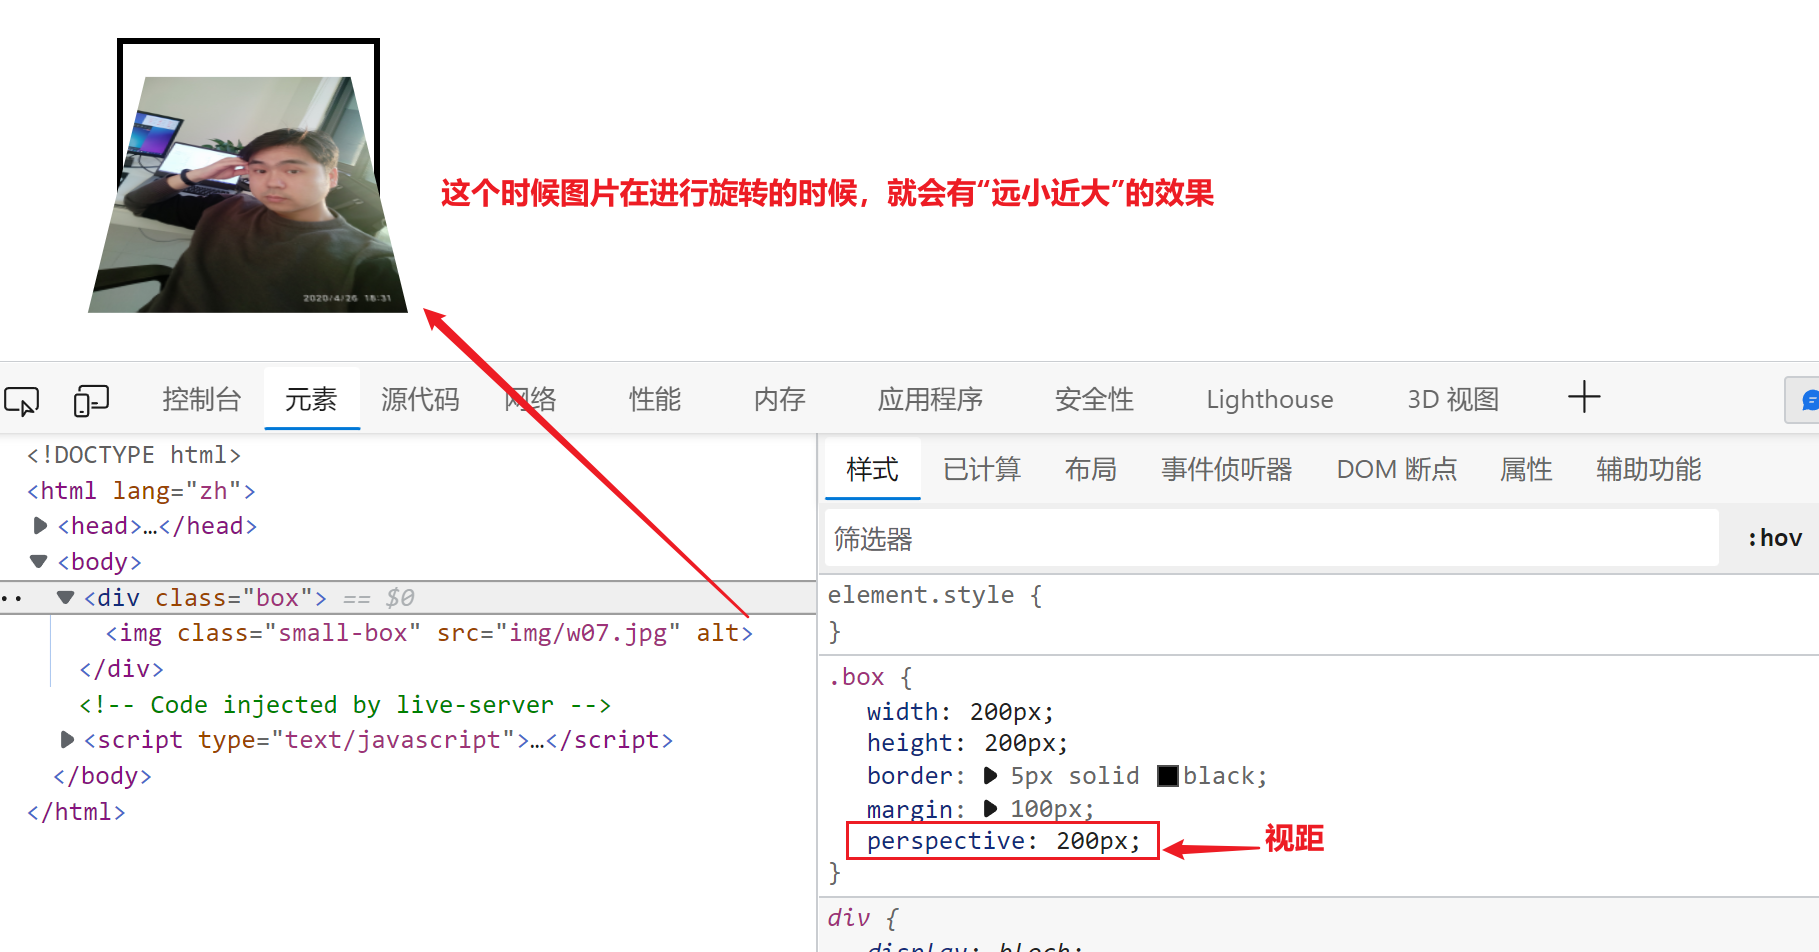 这个时候图片在进行旋转的时候，就会有“远小近大”的效果
2020/4/26 18:31
控制台 元素 源代码 网络 性能 内存 应用程序 安全性 Lighthouse 3D 视图
<!DOCTYPE html>
<html lang="zh">
<head>…</head>
<body>
<div class="box"> == $0
<img class="small-box" src="img/w07.jpg" alt>
</div>
<!-- Code injected by live-server -->
<script type="text/javascript">…</script>
</body>
</html>
样式 已计算 布局 事件侦听器 DOM 断点 属性 辅助功能
筛选器 :hov
element.style {
}
.box {
width: 200px;
height: 200px;
border: 5px solid black;
margin: 100px;
perspective: 200px;
视距
}
div {
display: block;